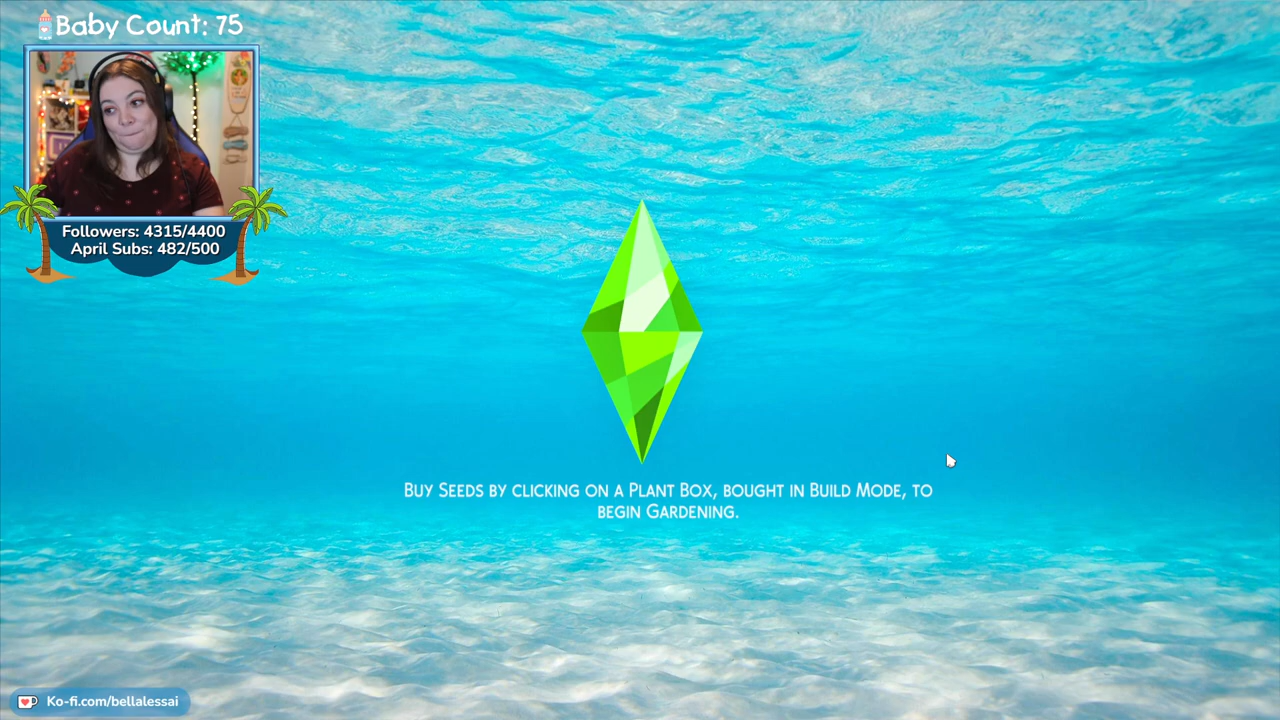 Baby Count: 75
Followers: 4315/4400
April Subs: 482/500
Buy Seeds by clicking on a Plant Box, bought in Build Mode, to
begin Gardening.
Ko-fi.com/bellalessai